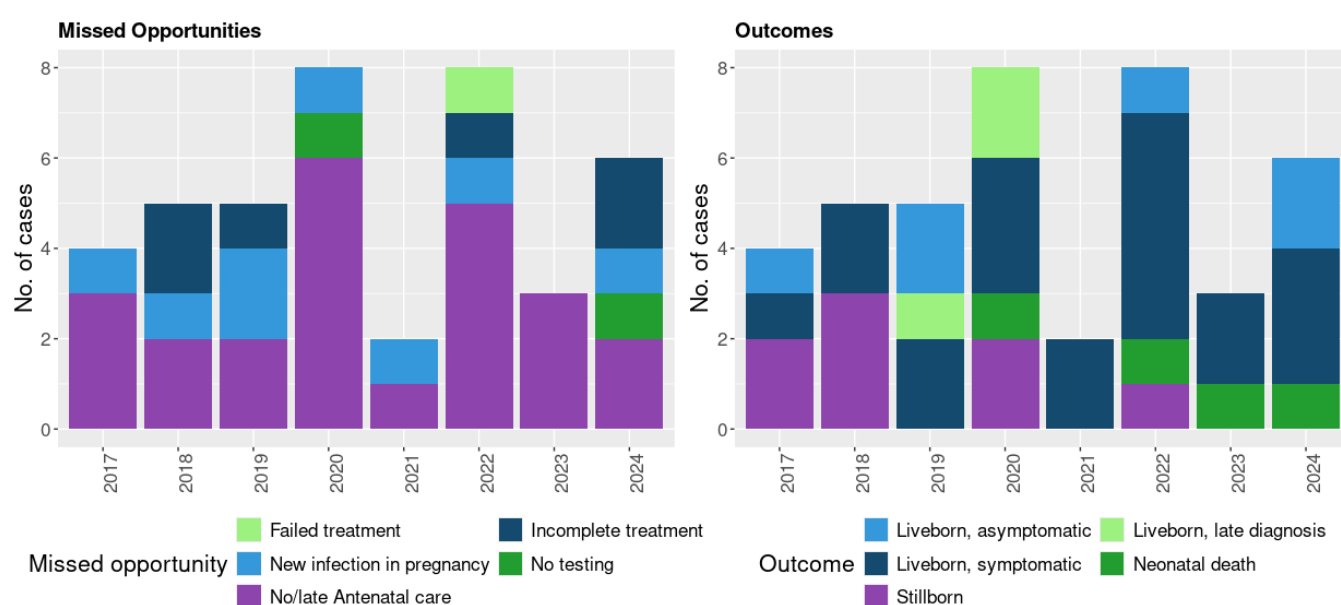 Missed Opportunities
No. of cases
8
6
4
2
0
2017
2018
2019
2020
2021
2022
2023
2024
Missed opportunity
Failed treatment
New infection in pregnancy
No/late Antenatal care
Incomplete treatment
No testing
Outcomes
No. of cases
8
6
4
2
0
2017
2018
2019
2020
2021
2022
2023
2024
Outcome
Liveborn, asymptomatic
Liveborn, symptomatic
Stillborn
Liveborn, late diagnosis
Neonatal death